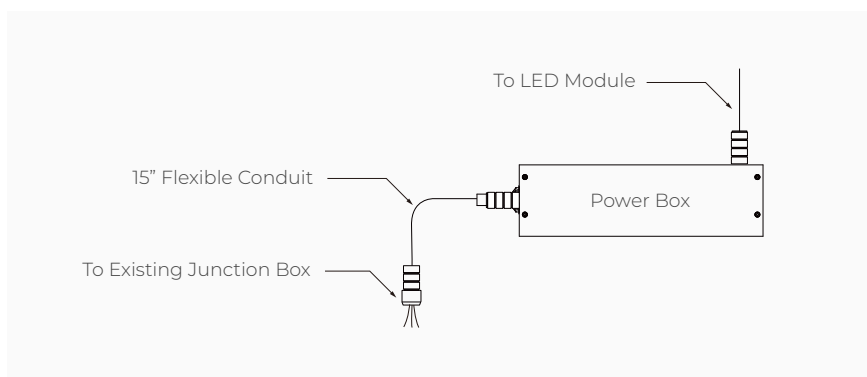 To LED Module
15” Flexible Conduit
Power Box
To Existing Junction Box